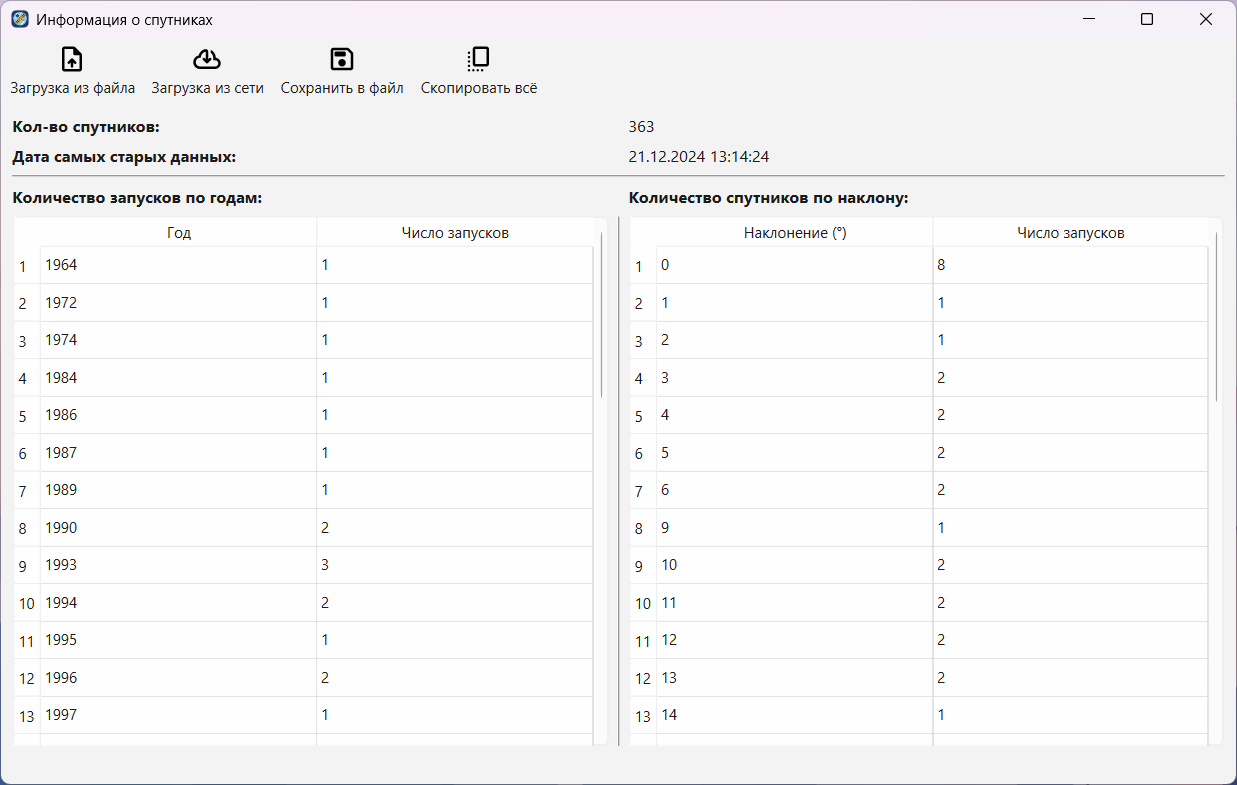 Информация о спутниках
Загрузка из файла Загрузка из сети Сохранить в файл Скопировать всё
Кол-во спутников: 363
Дата самых старых данных: 21.12.2024 13:14:24
Количество запусков по годам:
Год Число запусков
1 1964 1
2 1972 1
3 1974 1
4 1984 1
5 1986 1
6 1987 1
7 1989 1
8 1990 2
9 1993 3
10 1994 2
11 1995 1
12 1996 2
13 1997 1
Количество спутников по наклону:
Наклонение (°) Число запусков
1 0 8
2 1 1
3 2 1
4 3 2
5 4 2
6 5 2
7 6 2
8 9 1
9 10 2
10 11 2
11 12 2
12 13 2
13 14 1